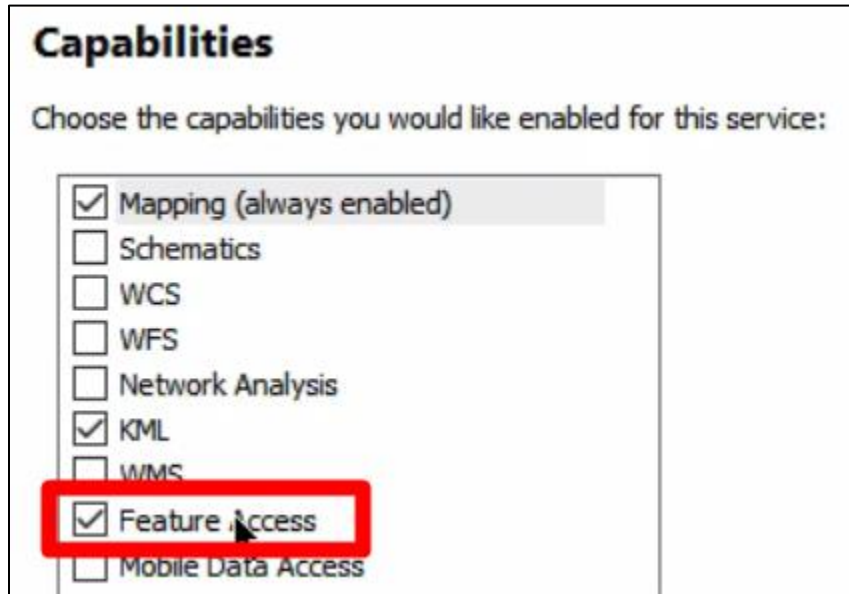 Capabilities
Choose the capabilities you would like enabled for this service:
Mapping (always enabled)
Schematics
WCS
WFS
Network Analysis
KML
WMS
Feature Access
Mobile Data Access